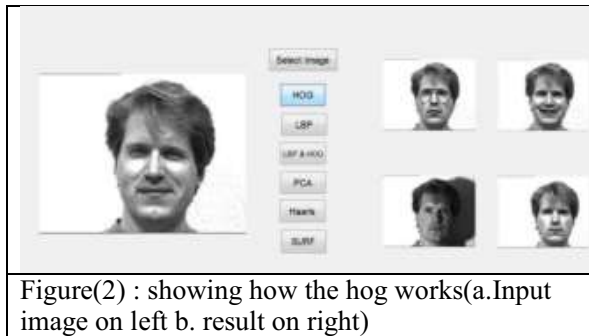 Select Image
HOG
LBP
LBP & HOG
PCA
Haaris
SURF
Figure(2) : showing how the hog works(a.Input
image on left b. result on right)